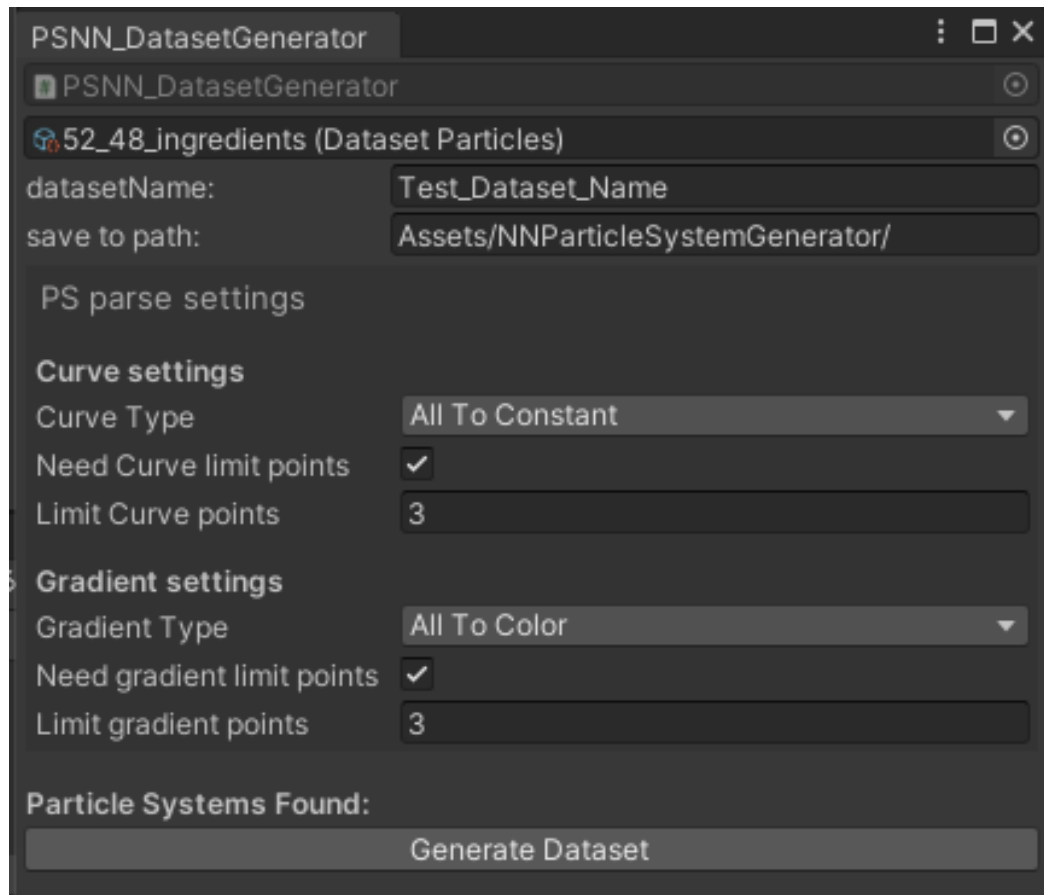 PSNN_DatasetGenerator
PSNN_DatasetGenerator
52_48_ingredients (Dataset Particles)
datasetName: Test_Dataset_Name
save to path: Assets/NNParticleSystemGenerator/
PS parse settings
Curve settings
Curve Type All To Constant
Need Curve limit points
Limit Curve points 3
Gradient settings
Gradient Type All To Color
Need gradient limit points
Limit gradient points 3
Particle Systems Found:
Generate Dataset